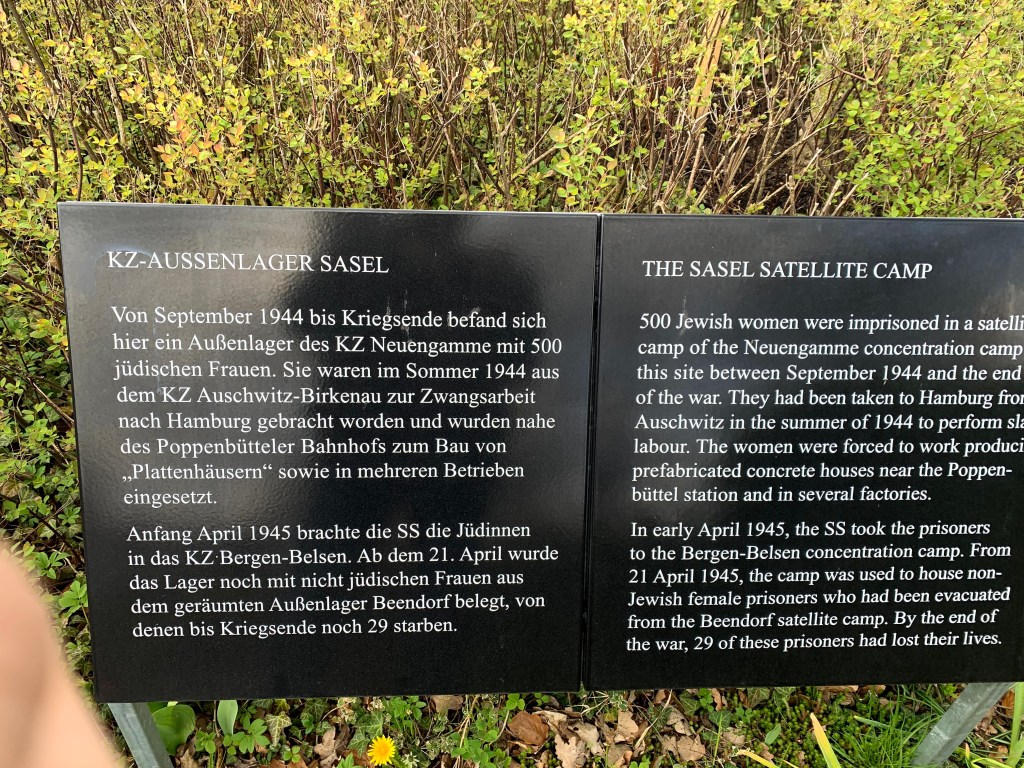 KZ-AUSSENLAGER SASEL
Von September 1944 bis Kriegsende befand sich
hier ein Außenlager des KZ Neuengamme mit 500
jüdischen Frauen. Sie waren im Sommer 1944 aus
dem KZ Auschwitz-Birkenau zur Zwangsarbeit
nach Hamburg gebracht worden und wurden nahe
des Poppenbütteler Bahnhofs zum Bau von
„Plattenhäusern“ sowie in mehreren Betrieben
eingesetzt.
Anfang April 1945 brachte die SS die Jüdinnen
in das KZ Bergen-Belsen. Ab dem 21. April wurde
das Lager noch mit nicht jüdischen Frauen aus
dem geräumten Außenlager Beendorf belegt, von
denen bis Kriegsende noch 29 starben.
THE SASEL SATELLITE CAMP
500 Jewish women were imprisoned in a
camp of the Neuengamme concentration camp
this site between September 1944 and the end
of the war. They had been taken to Hamburg
Auschwitz in the summer of 1944 to perform
labour. The women were forced to work
prefabricated concrete houses near the Poppen-
büttel station and in several factories.
In early April 1945, the SS took the prisoners
to the Bergen-Belsen concentration camp. From
21 April 1945, the camp was used to house non-
Jewish female prisoners who had been evacuated
from the Beendorf satellite camp. By the end of
the war, 29 of these prisoners had lost their lives.